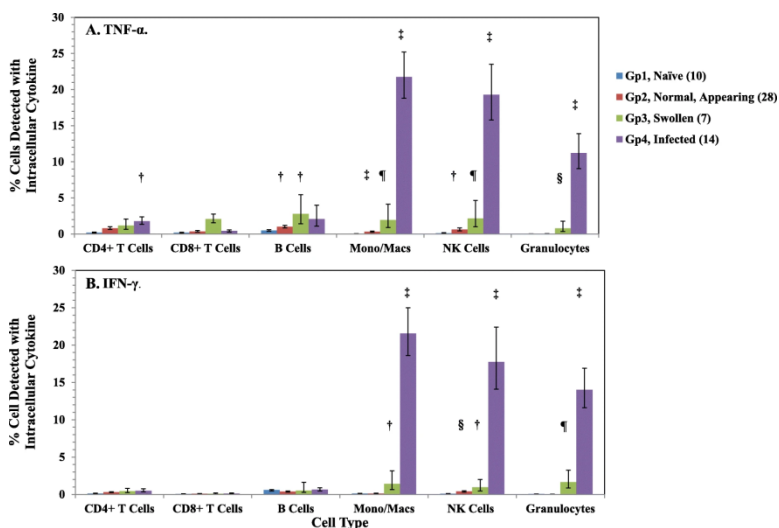 A. TNF-α.
% Cells Detected with
Intracellular Cytokine
30
25
20
15
10
5
0
† † † ‡ ¶ ‡ † ¶ ‡ § ‡
CD4+ T Cells CD8+ T Cells B Cells Mono/Macs NK Cells Granulocytes
Gp1, Naïve (10)
Gp2, Normal, Appearing (28)
Gp3, Swollen (7)
Gp4, Infected (14)
B. IFN-γ.
% Cell Detected with
Intracellular Cytokine
30
25
20
15
10
5
0
† ‡ § † ‡ ¶ ‡
CD4+ T Cells CD8+ T Cells B Cells Mono/Macs NK Cells Granulocytes
Cell Type